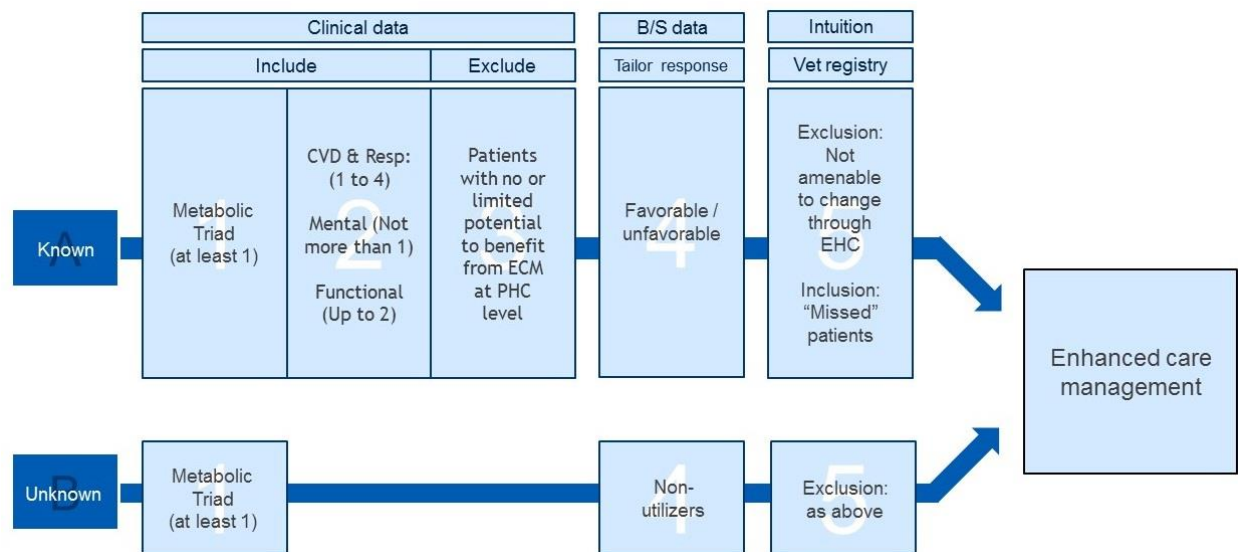 Clinical data
B/S data
Intuition
Include
Exclude
Tailor response
Vet registry
A
Known
1
Metabolic
Triad
(at least 1)
2
CVD & Resp:
(1 to 4)
Mental (Not
more than 1)
Functional
(Up to 2)
3
Patients
with no or
limited
potential
to benefit
from ECM
at PHC
level
4
Favorable /
unfavorable
5
Exclusion:
Not
amenable
to change
through
EHC
Inclusion:
“Missed”
patients
Enhanced care
management
B
Unknown
1
Metabolic
Triad
(at least 1)
4
Non-
utilizers
5
Exclusion:
as above